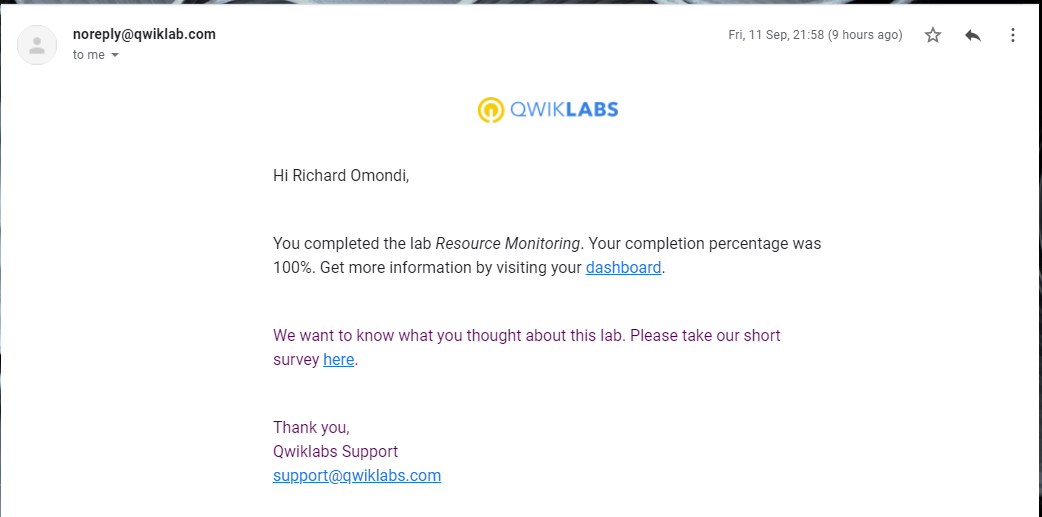 noreply@qwiklab.com
Fri, 11 Sep, 21:58 (9 hours ago)
to me
QWIKLABS
Hi Richard Omondi,
You completed the lab Resource Monitoring. Your completion percentage was
100%. Get more information by visiting your dashboard.
We want to know what you thought about this lab. Please take our short
survey here.
Thank you,
Qwiklabs Support
support@qwiklabs.com